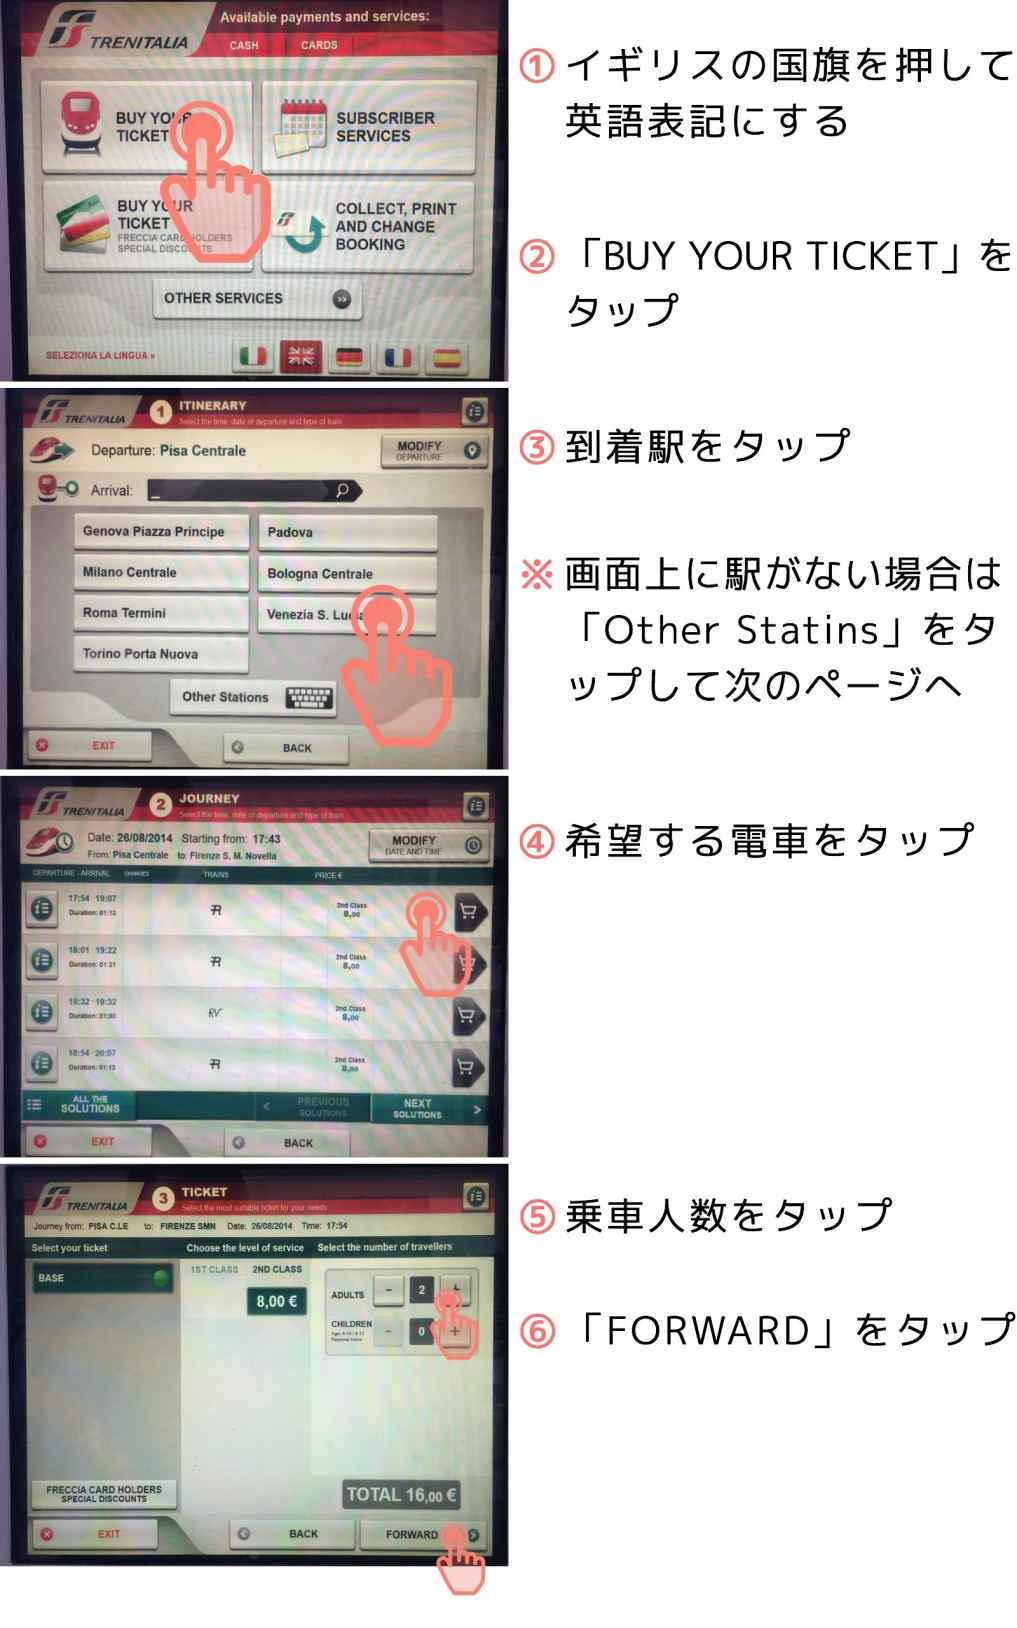 Available payments and services:
TRENITALIA
CASH CARDS
BUY YOUR
TICKET
SUBSCRIBER
SERVICES
BUY YOUR
TICKET
FRECCIA CARD HOLDERS
SPECIAL DISCOUNTS
COLLECT, PRINT
AND CHANGE
BOOKING
OTHER SERVICES
SELEZIONA LA LINGUA »
① イギリスの国旗を押して
英語表記にする
② 「BUY YOUR TICKET」を
タップ
TRENITALIA
1 ITINERARY
Select the time, date of departure and type of train
Departure: Pisa Centrale
MODIFY
DEPARTURE
Arrival: _
Genova Piazza Principe
Padova
Milano Centrale
Bologna Centrale
Roma Termini
Venezia S. Lucia
Torino Porta Nuova
Other Stations
EXIT
BACK
③ 到着駅をタップ
※ 画面上に駅がない場合は
「Other Statins」をタ
ップして次のページへ
TRENITALIA
2 JOURNEY
Select the time, date of departure and type of train
Date: 26/08/2014 Starting from: 17:43
From: Pisa Centrale to: Firenze S. M. Novella
MODIFY
DATE AND TIME
DEPARTURE - ARRIVAL CHANGES TRAINS PRICE €
17:54 - 19:07
Duration: 01:13
R
2nd Class
8,00
18:01 - 19:22
Duration: 01:21
R
2nd Class
8,00
18:32 - 19:32
Duration: 01:00
RV
2nd Class
8,00
18:54 - 20:07
Duration: 01:13
R
2nd Class
8,00
ALL THE
SOLUTIONS
< PREVIOUS
SOLUTIONS
NEXT
SOLUTIONS >
EXIT
BACK
④ 希望する電車をタップ
TRENITALIA
3 TICKET
Select the most suitable ticket for your needs
Journey from: PISA C.LE to: FIRENZE SMN Date: 26/08/2014 Time: 17:54
Select your ticket
Choose the level of service
Select the number of travellers
BASE
1ST CLASS 2ND CLASS
8,00 €
ADULTS - 2 +
CHILDREN - 0 +
TOTAL 16,00 €
FRECCIA CARD HOLDERS
SPECIAL DISCOUNTS
EXIT
BACK
FORWARD
⑤ 乗車人数をタップ
⑥ 「FORWARD」をタップ